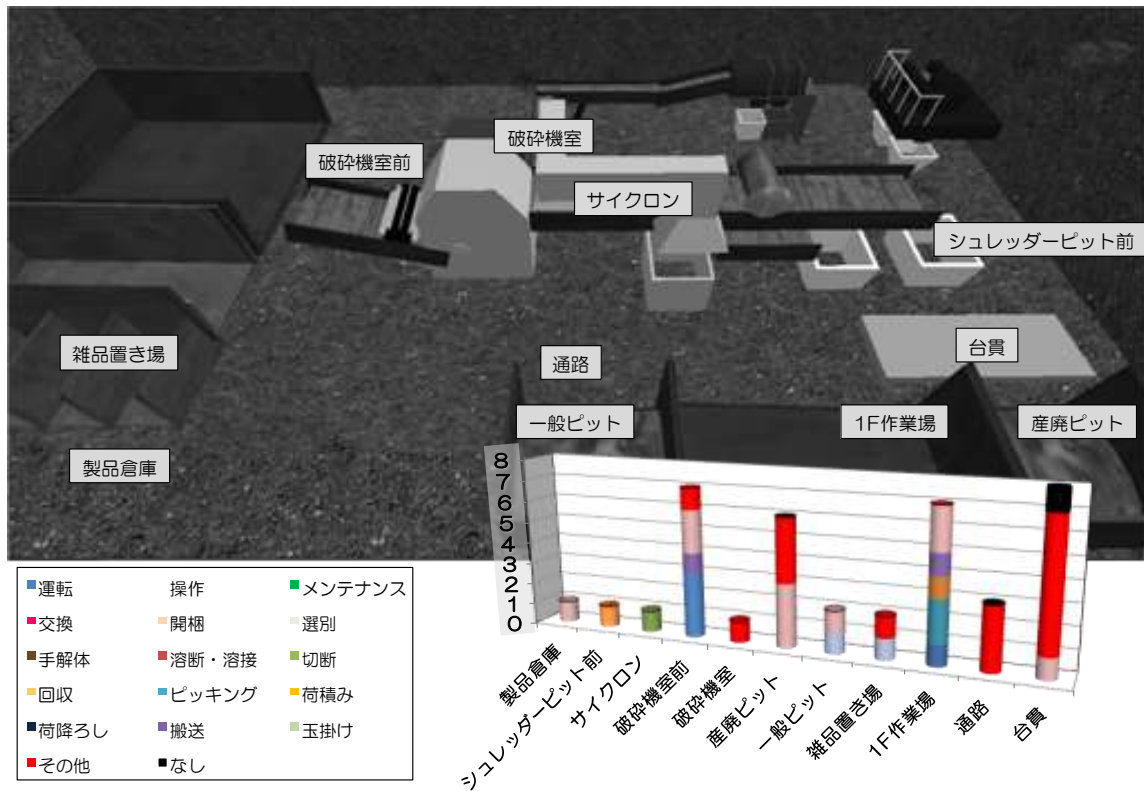 破砕機室
破砕機室前
サイクロン
シュレッダーピット前
雑品置き場
通路
台貫
一般ピット
1F作業場
産廃ピット
製品倉庫
8
7
6
5
4
3
2
1
0
製品倉庫
シュレッダーピット前
サイクロン
破砕機室前
破砕機室
産廃ピット
一般ピット
雑品置き場
1F作業場
通路
台貫
運転 操作 メンテナンス
交換 開梱 選別
手解体 溶断・溶接 切断
回収 ピッキング 荷積み
荷降ろし 搬送 玉掛け
その他 なし